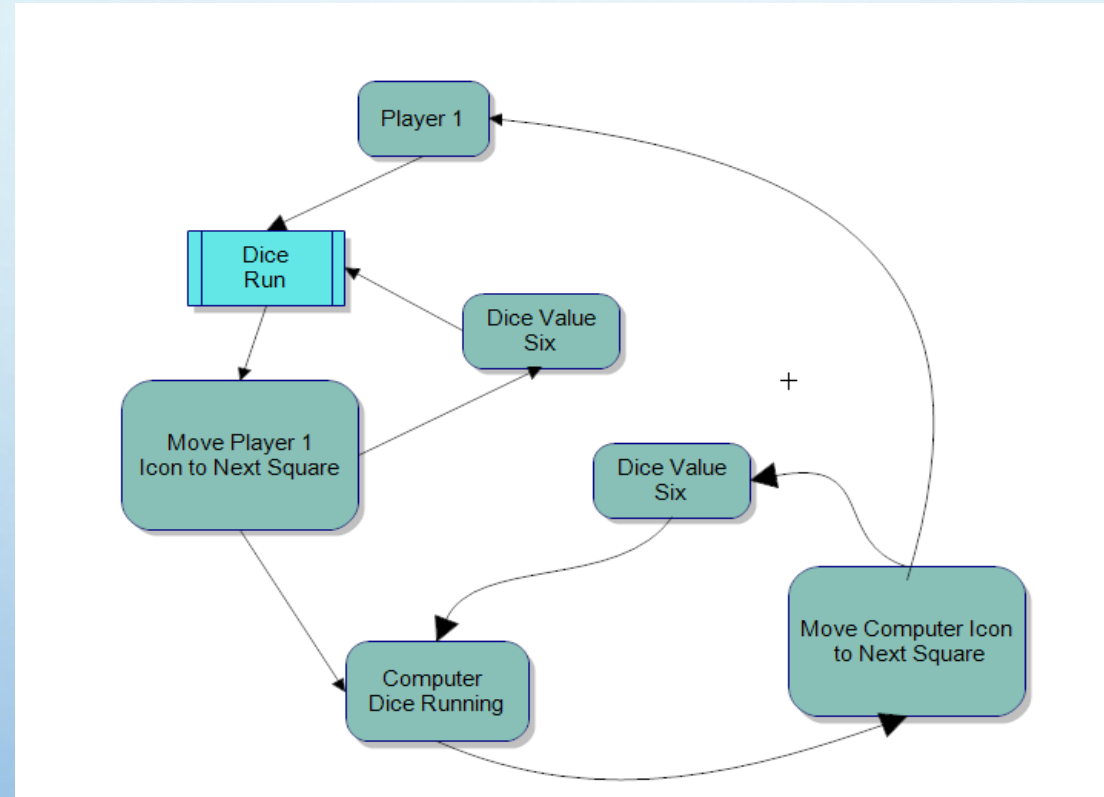 Player 1
Dice
Run
Dice Value
Six
Move Player 1
Icon to Next Square
Dice Value
Six
Move Computer Icon
to Next Square
Computer
Dice Running